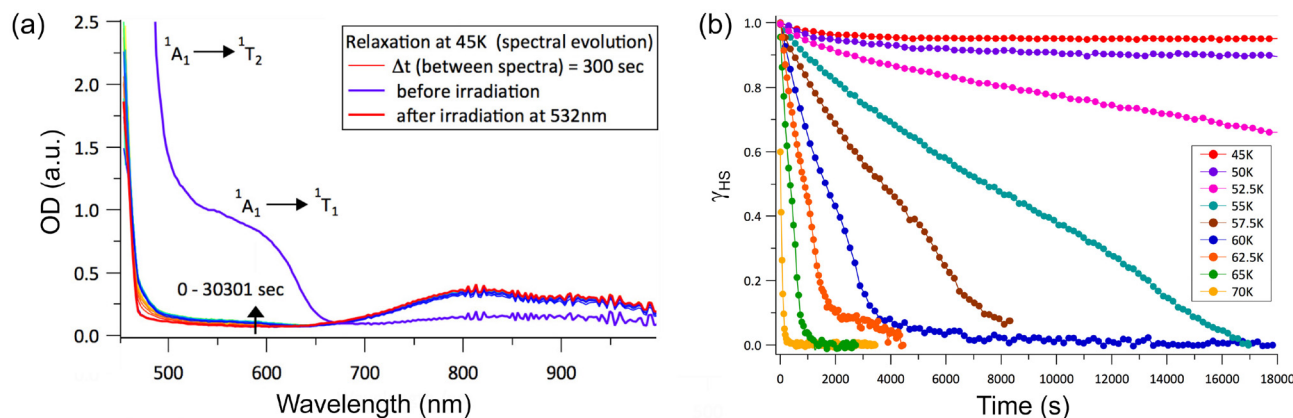 (a)
2.5
2.0
1.5
1.0
0.5
0.0
OD (a.u.)
¹A₁ → ¹T₂
Relaxation at 45K (spectral evolution)
Δt (between spectra) = 300 sec
before irradiation
after irradiation at 532nm
¹A₁ → ¹T₁
0 - 30301 sec
500 600 700 800 900
Wavelength (nm)
(b)
1.0
0.8
0.6
0.4
0.2
0.0
γHS
45K
50K
52.5K
55K
57.5K
60K
62.5K
65K
70K
0 2000 4000 6000 8000 10000 12000 14000 16000 18000
Time (s)